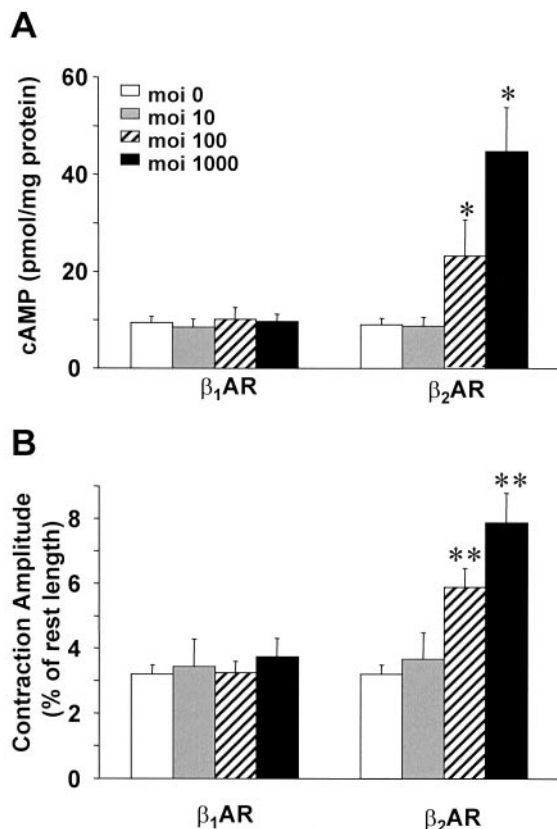 A
cAMP (pmol/mg protein)
60
40
20
0
moi 0
moi 10
moi 100
moi 1000
*
*
β₁AR
β₂AR
B
Contraction Amplitude
(% of rest length)
8
6
4
2
0
**
**
β₁AR
β₂AR